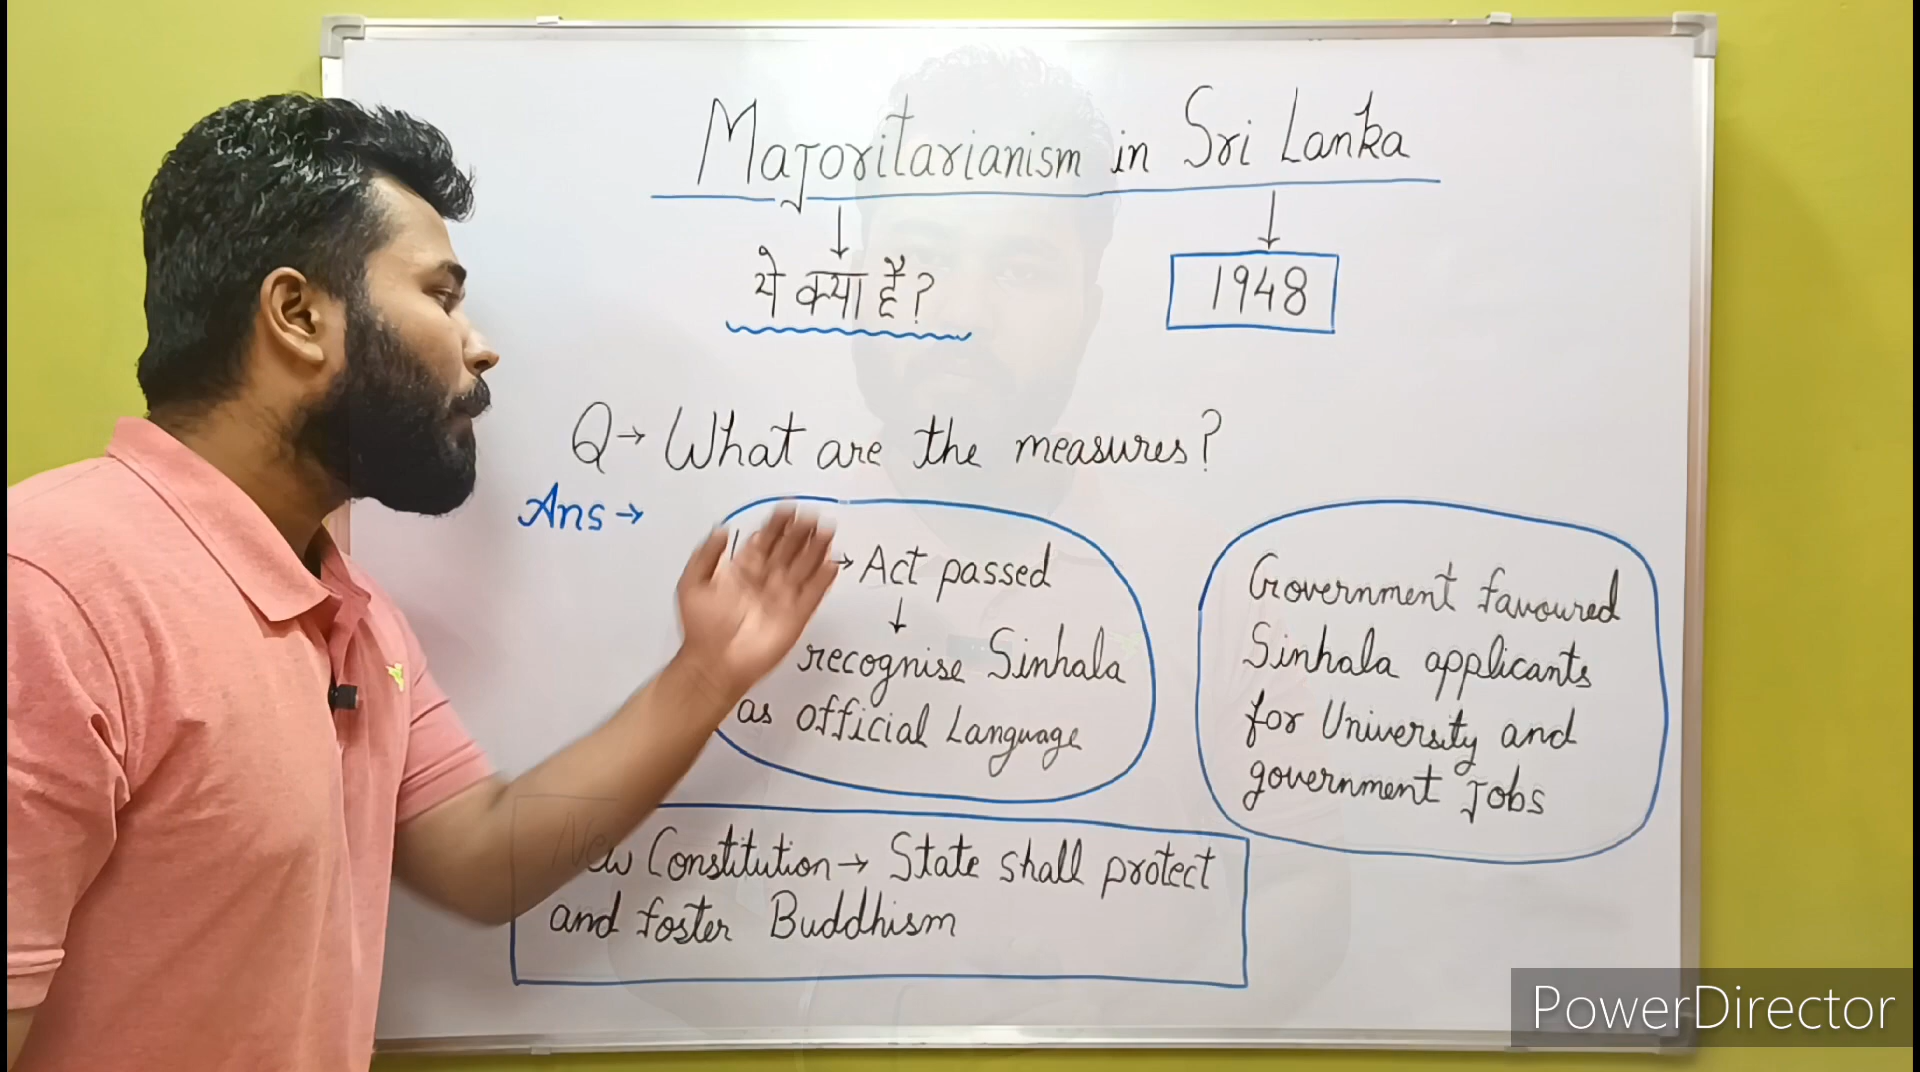 Majoritarianism in Sri Lanka
ये क्या है?
1948
Q→ What are the measures?
Ans →
→ Act passed
recognise Sinhala
as official Language
Government favoured
Sinhala applicants
for University and
government jobs
New Constitution → State shall protect
and foster Buddhism
PowerDirector